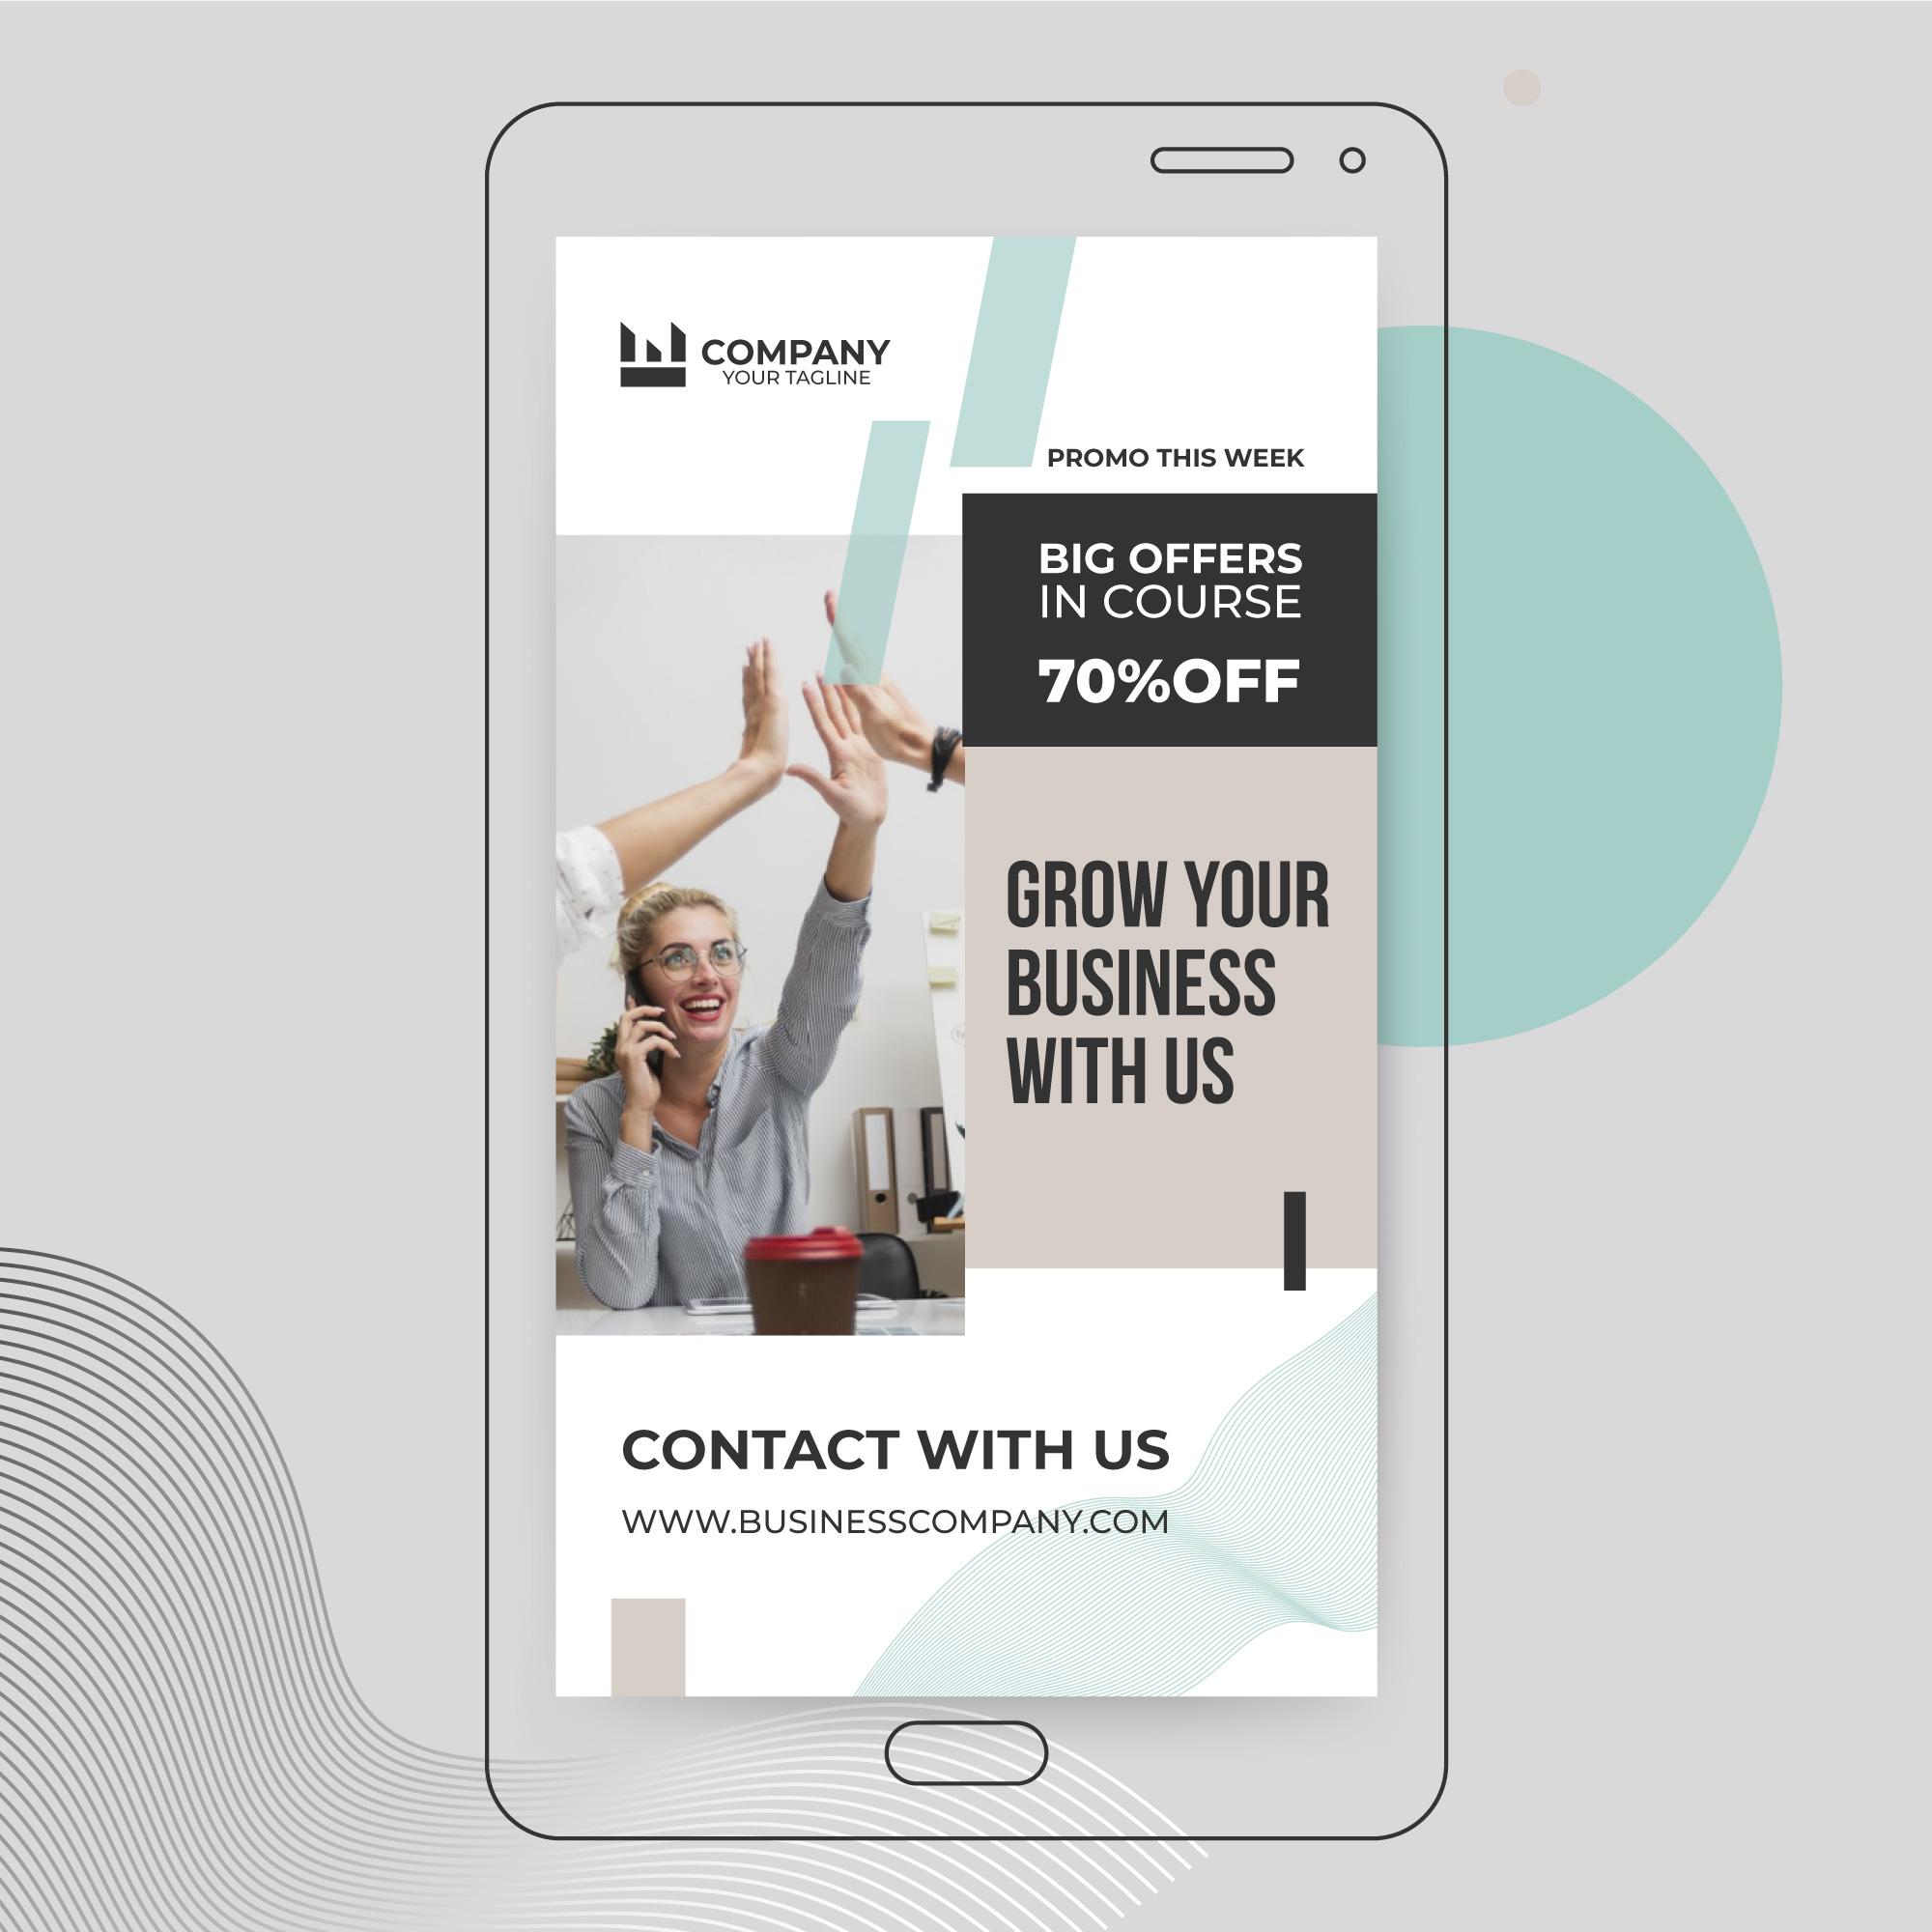 COMPANY
YOUR TAGLINE
PROMO THIS WEEK
BIG OFFERS
IN COURSE
70%OFF
GROW YOUR
BUSINESS
WITH US
CONTACT WITH US
WWW.BUSINESSCOMPANY.COM